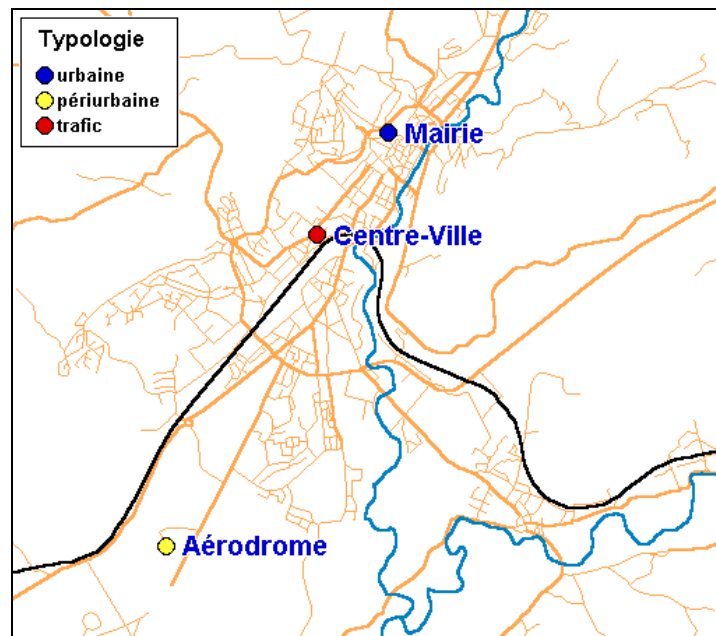 Typologie
urbaine
périurbaine
trafic
Mairie
Centre-Ville
Aérodrome